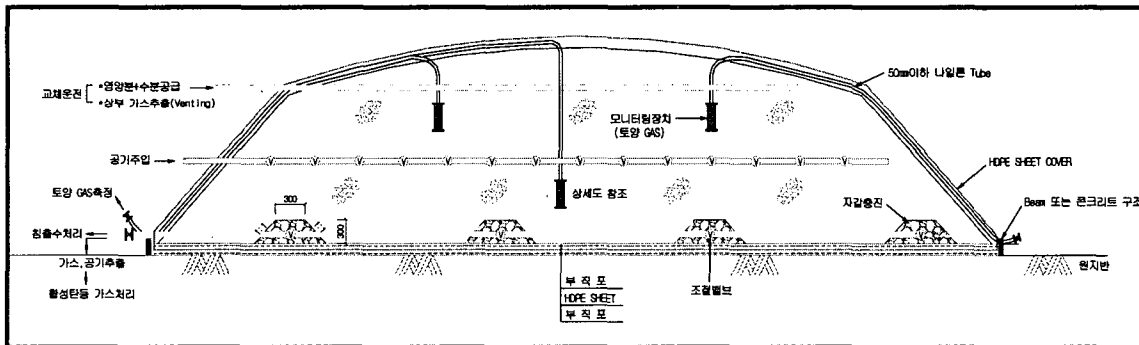 교체운전
•영양분+수분공급
•상부 가스추출(Venting)
50mm이하 나일론 Tube
모니터링장치
(토양 GAS)
공기주입
HDPE SHEET COVER
토양 GAS측정
300
상세도 참조
자갈충진
Beam 또는 콘크리트 구조
침출수처리
300
가스,공기추출
원지반
활성탄등 가스처리
부 직 포
HDPE SHEET
부 직 포
조절밸브